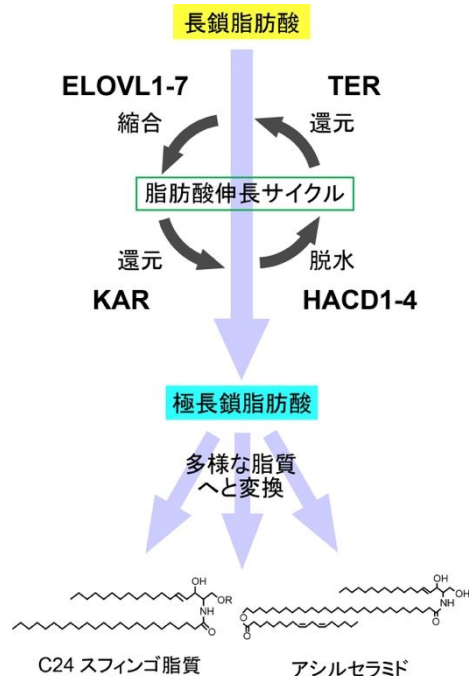 長鎖脂肪酸
ELOVL1-7
TER
縮合
還元
脂肪酸伸長サイクル
還元
脱水
KAR
HACD1-4
極長鎖脂肪酸
多様な脂質
へと変換
OH
OR
NH
O
OH
OH
NH
O
O
O
C24 スフィンゴ脂質
アシルセラミド